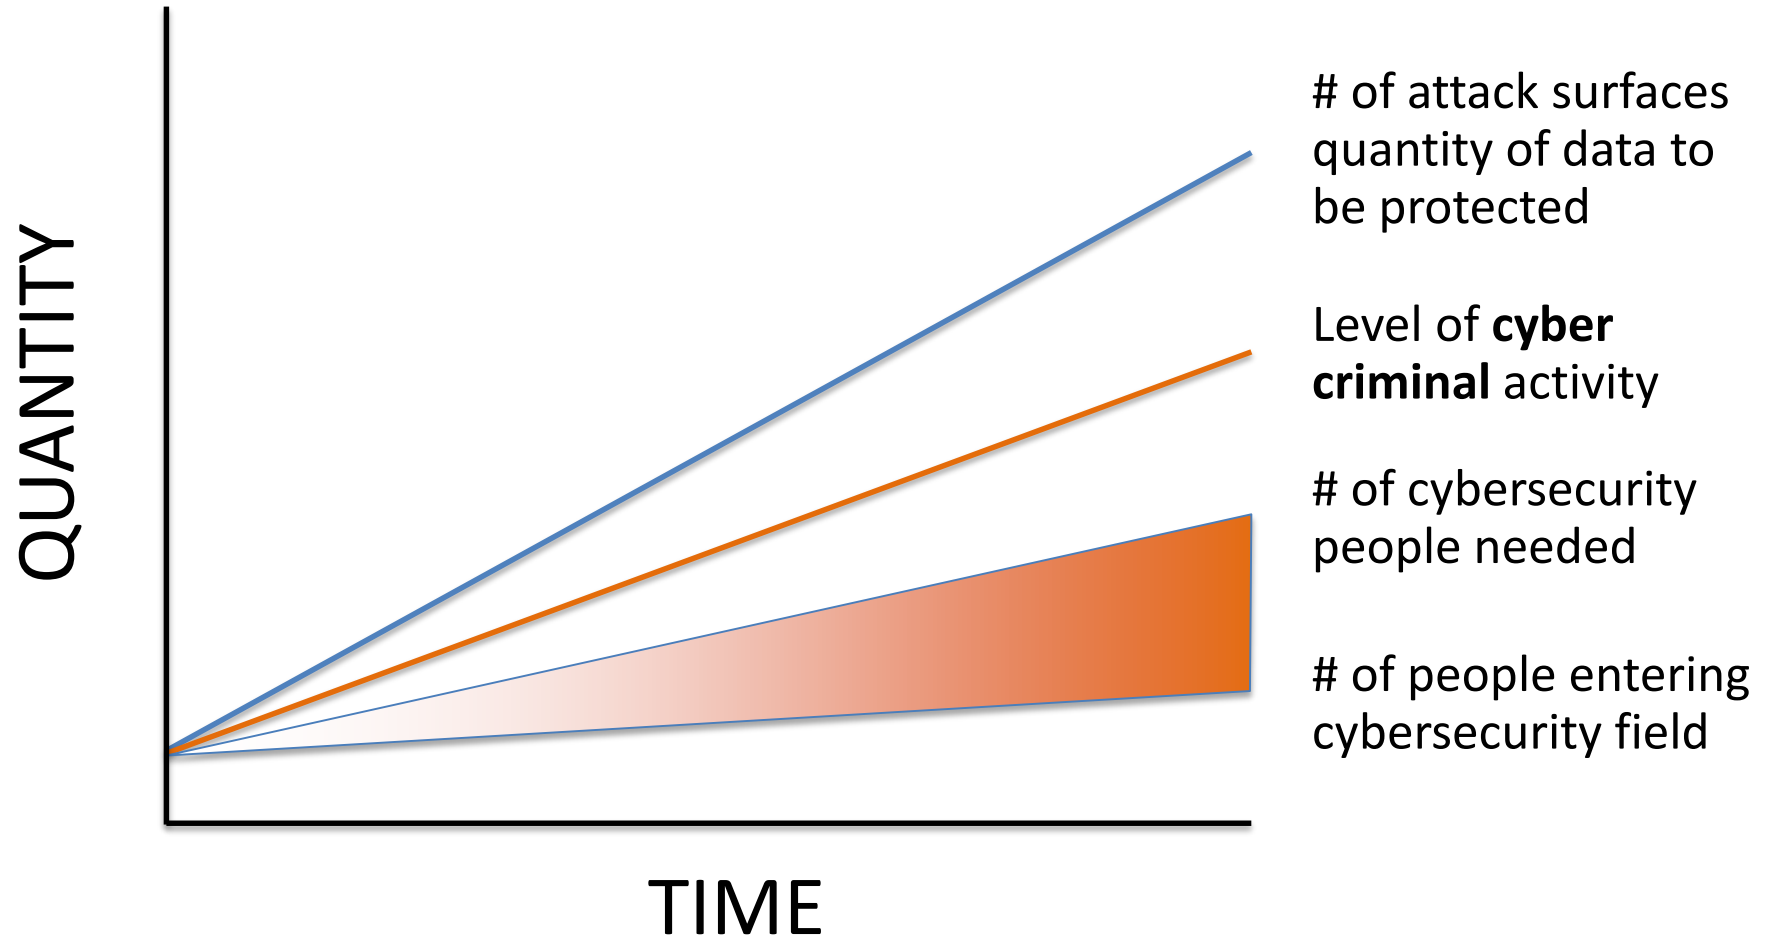 # of attack surfaces
quantity of data to
be protected
Level of cyber
criminal activity
# of cybersecurity
people needed
# of people entering
cybersecurity field
QUANTITY
TIME